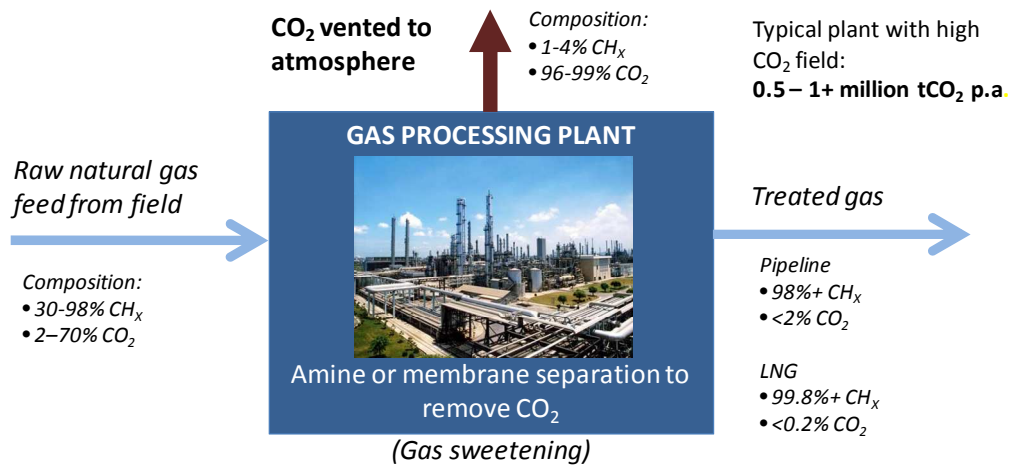 CO₂ vented to
atmosphere
Composition:
• 1-4% CHₓ
• 96-99% CO₂
Typical plant with high
CO₂ field:
0.5 – 1+ million tCO₂ p.a.
Raw natural gas
feed from field
Composition:
• 30-98% CHₓ
• 2–70% CO₂
GAS PROCESSING PLANT
Amine or membrane separation to
remove CO₂
(Gas sweetening)
Treated gas
Pipeline
• 98%+ CHₓ
• <2% CO₂
LNG
• 99.8%+ CHₓ
• <0.2% CO₂